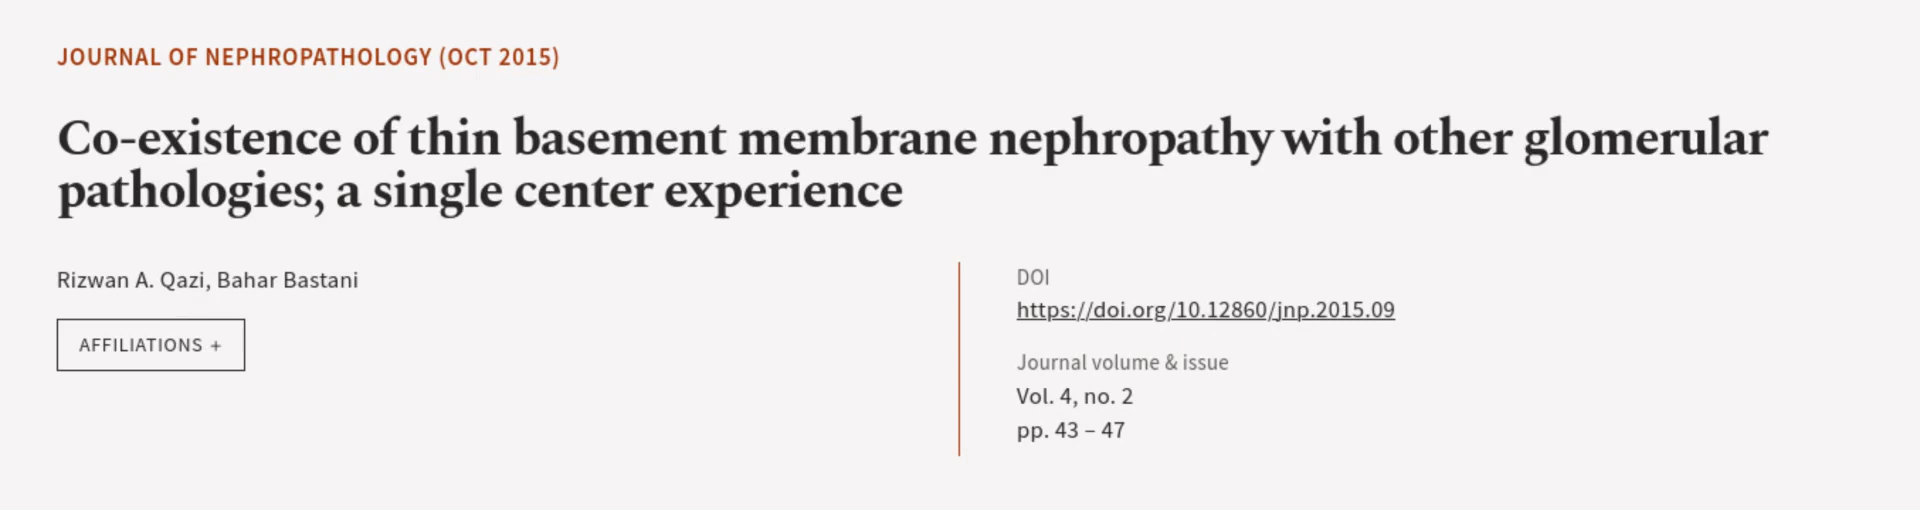 JOURNAL OF NEPHROPATHOLOGY (OCT 2015)
Co-existence of thin basement membrane nephropathy with other glomerular
pathologies; a single center experience
Rizwan A. Qazi, Bahar Bastani
AFFILIATIONS +
DOI
https://doi.org/10.12860/jnp.2015.09
Journal volume & issue
Vol. 4, no. 2
pp. 43 – 47